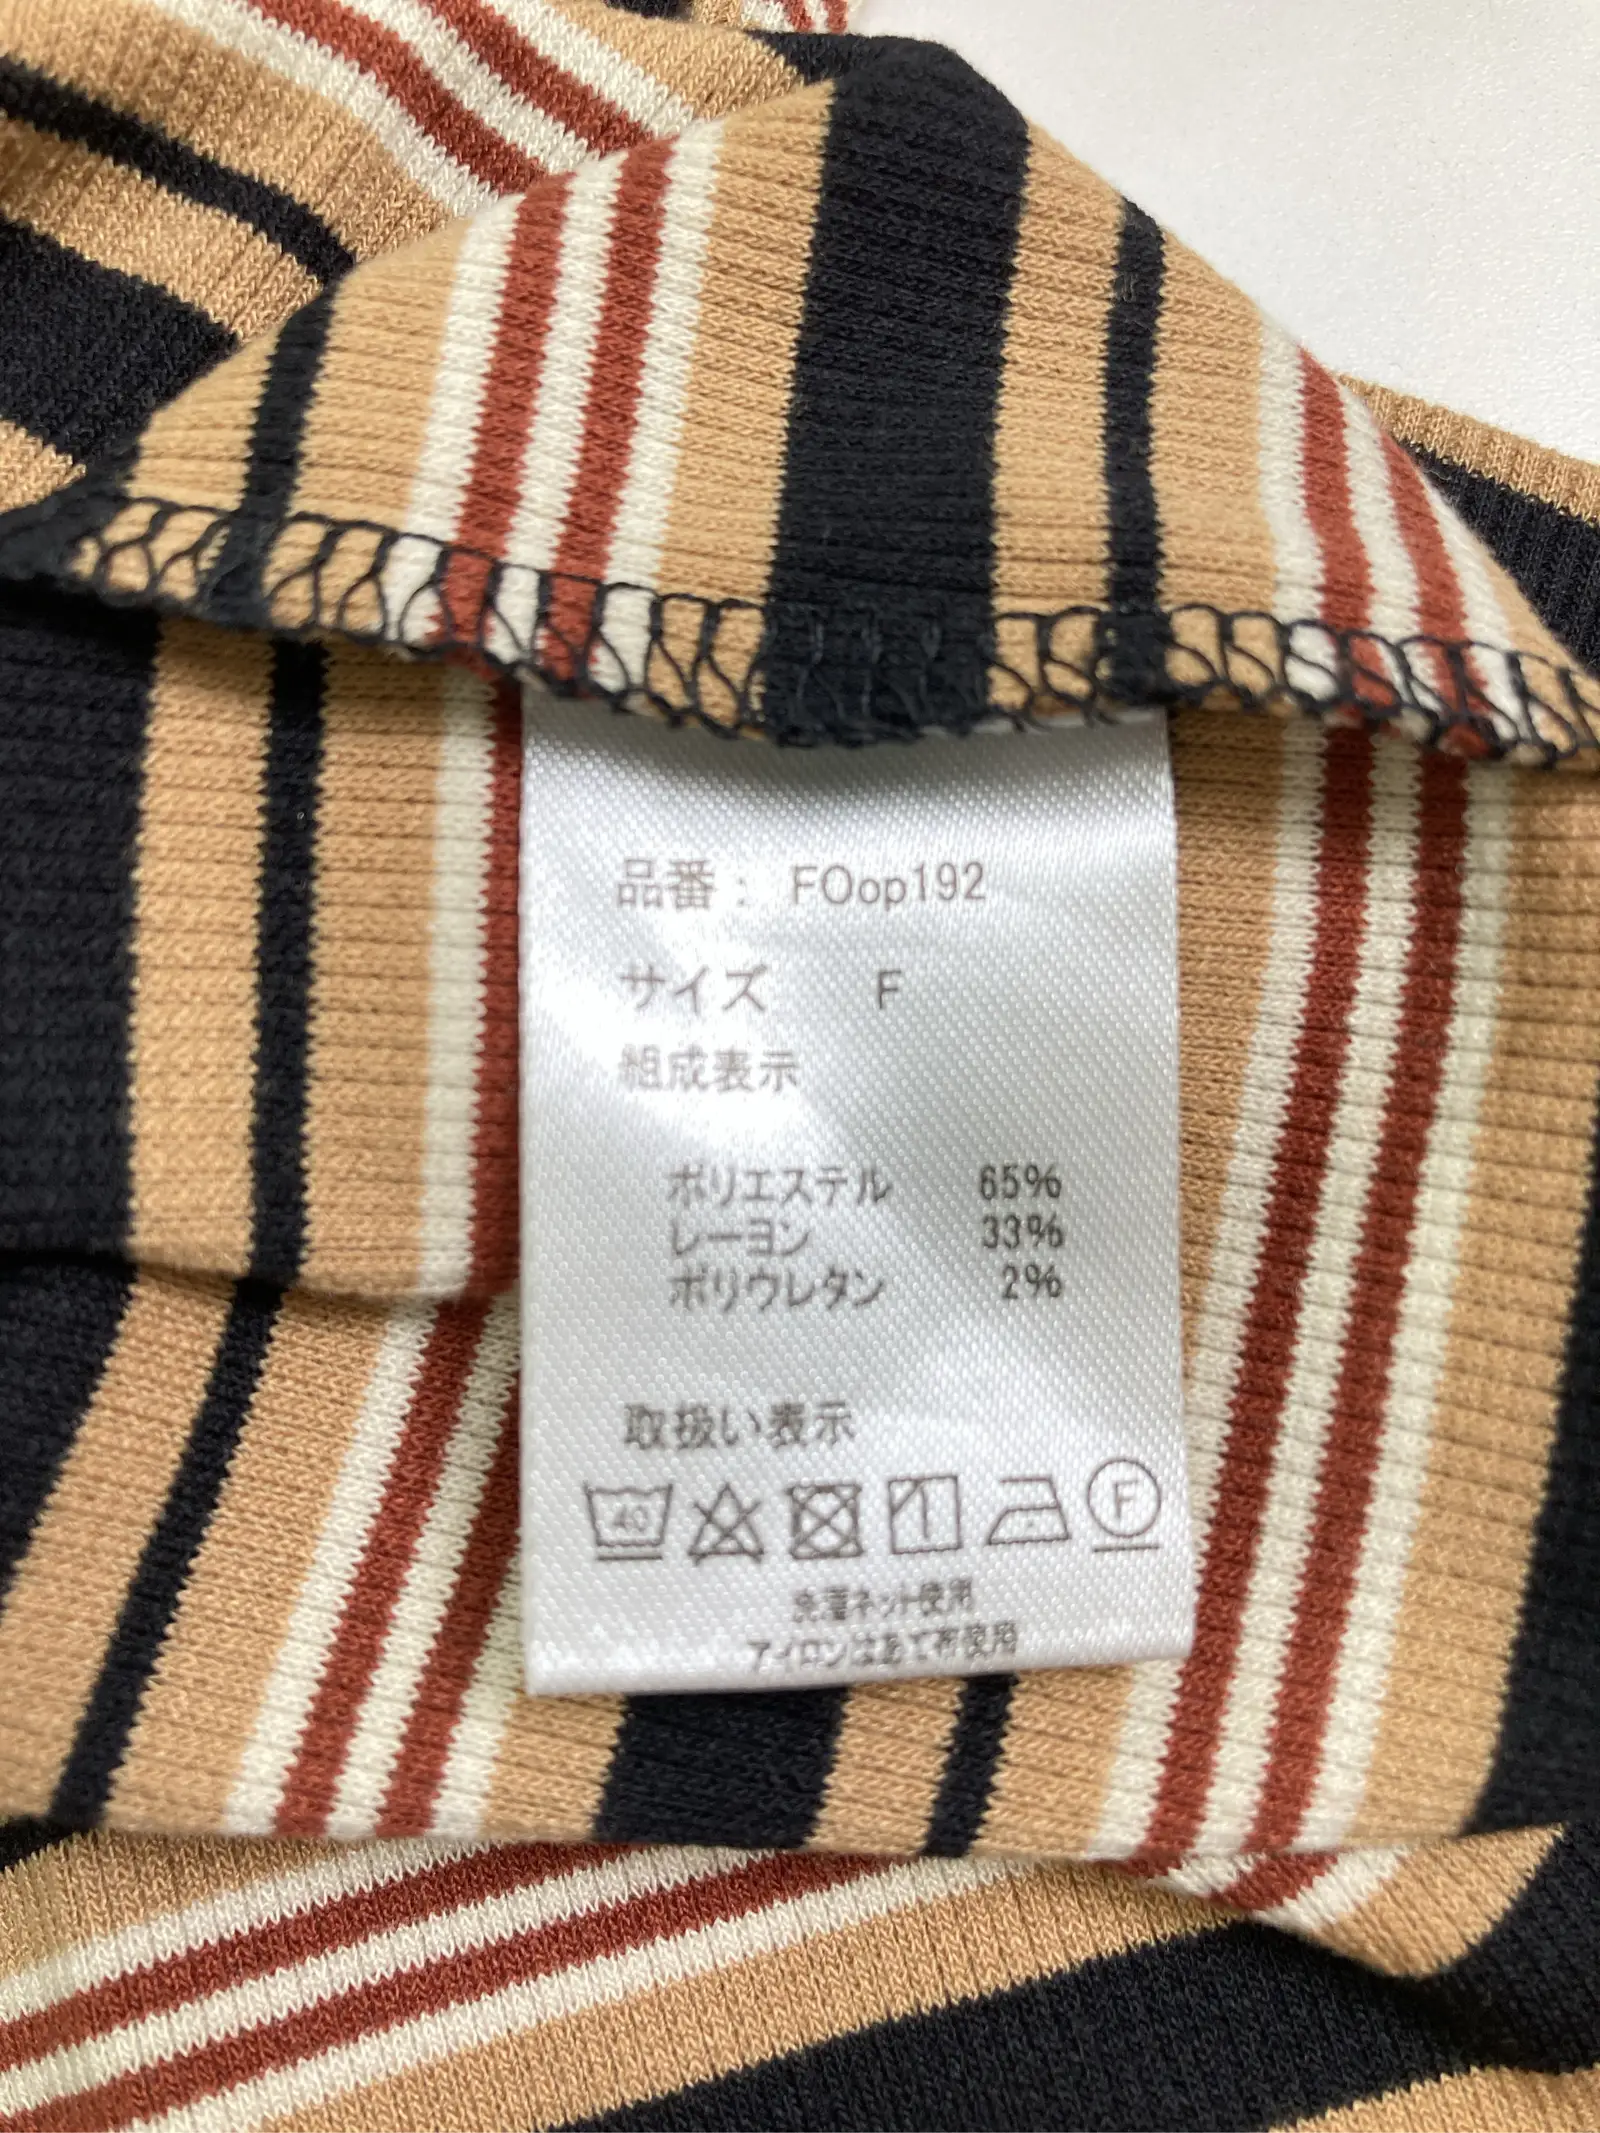 品番： FOop192
サイズ F
組成表示
ポリエステル 65%
レーヨン 33%
ポリウレタン 2%
取扱い表示
40 F
洗濯ネット使用
アイロンはあて布使用